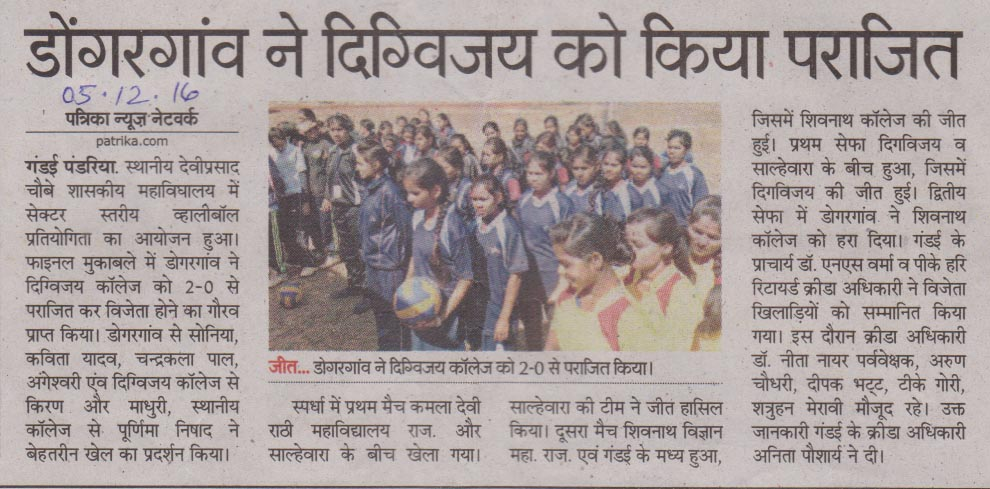 डोंगरगांव ने दिग्विजय को किया पराजित
05.12.16
पत्रिका न्यूज नेटवर्क
patrika.com
गंडई पंडरिया. स्थानीय देवीप्रसाद
चौबे शासकीय महाविधालय में
सेक्टर स्तरीय व्हालीबॉल
प्रतियोगिता का आयोजन हुआ।
फाइनल मुकाबले में डोगरगांव ने
दिग्विजय कॉलेज को 2-0 से
पराजित कर विजेता होने का गौरव
प्राप्त किया। डोगरगांव से सोनिया,
कविता यादव, चन्द्रकला पाल,
अंगेश्वरी एंव दिग्विजय कॉलेज से
किरण और माधुरी, स्थानीय
कॉलेज से पूर्णिमा निषाद ने
बेहतरीन खेल का प्रदर्शन किया।
जीत... डोगरगांव ने दिग्विजय कॉलेज को 2-0 से पराजित किया।
स्पर्धा में प्रथम मैच कमला देवी
राठी महाविद्यालय राज. और
साल्हेवारा के बीच खेला गया।
साल्हेवारा की टीम ने जीत हासिल
किया। दूसरा मैच शिवनाथ विज्ञान
महा. राज. एवं गंडई के मध्य हुआ,
जिसमें शिवनाथ कॉलेज की जीत
हुई। प्रथम सेफा दिगविजय व
साल्हेवारा के बीच हुआ, जिसमें
दिगविजय की जीत हुई। द्वितीय
सेफा में डोगरगांव ने शिवनाथ
कॉलेज को हरा दिया। गंडई के
प्राचार्य डॉ. एनएस वर्मा व पीके हरि
रिटायर्ड क्रीडा अधिकारी ने विजेता
खिलाड़ियों को सम्मानित किया
गया। इस दौरान क्रीडा अधिकारी
डॉ. नीता नायर पर्ववेक्षक, अरुण
चौधरी, दीपक भट्ट, टीके गोरी,
शत्रुहन मेरावी मौजूद रहे। उक्त
जानकारी गंडई के क्रीडा अधिकारी
अनिता पौशार्य ने दी।